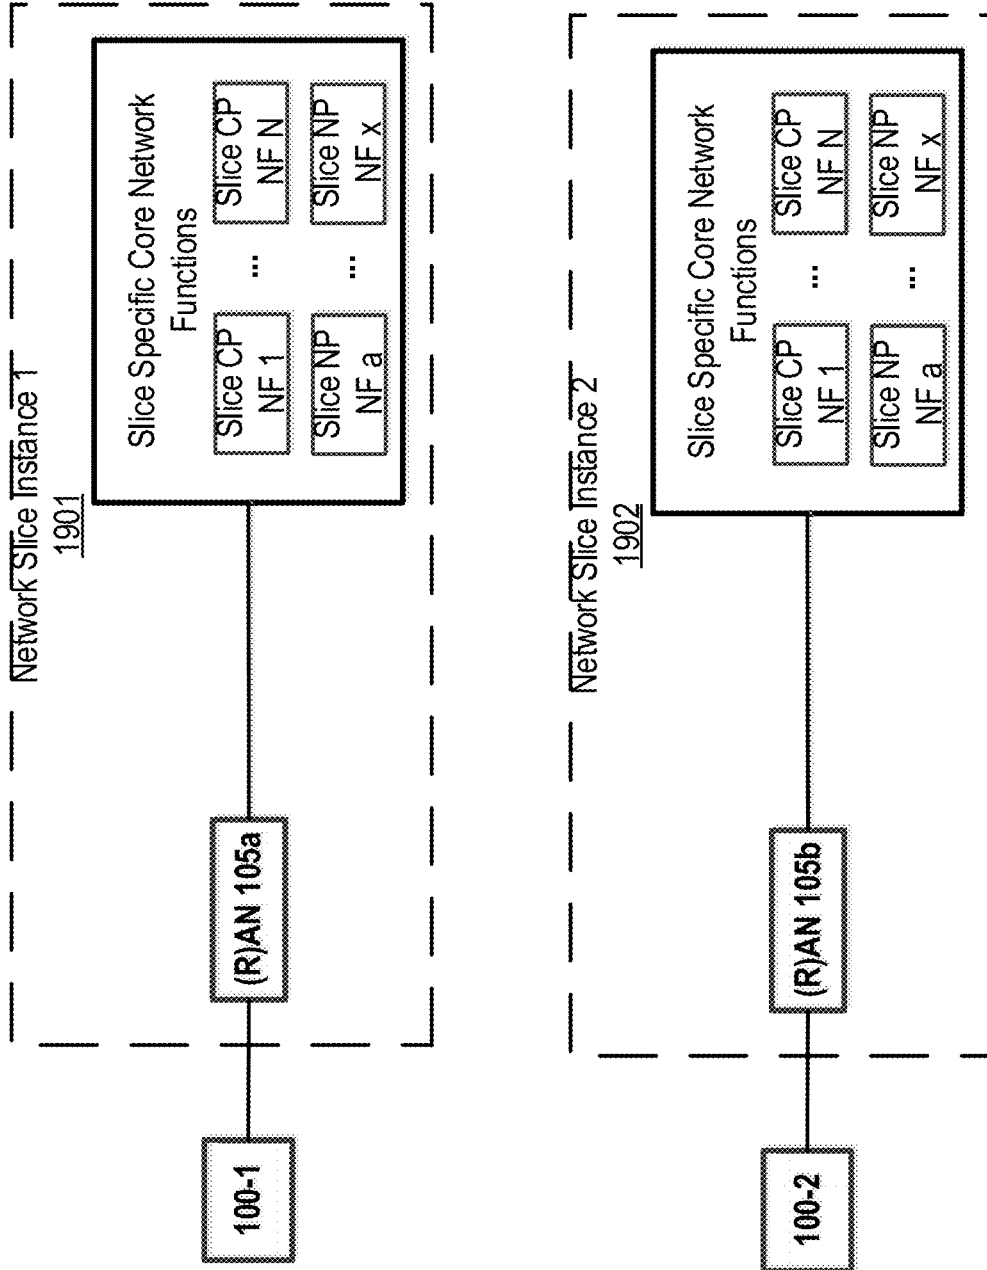 Network Slice Instance 1
1901
Slice Specific Core Network
Functions
Slice CP
NF 1
...
Slice CP
NF N
Slice NP
NF a
...
Slice NP
NF x
(R)AN 105a
100-1
Network Slice Instance 2
1902
Slice Specific Core Network
Functions
Slice CP
NF 1
...
Slice CP
NF N
Slice NP
NF a
...
Slice NP
NF x
(R)AN 105b
100-2